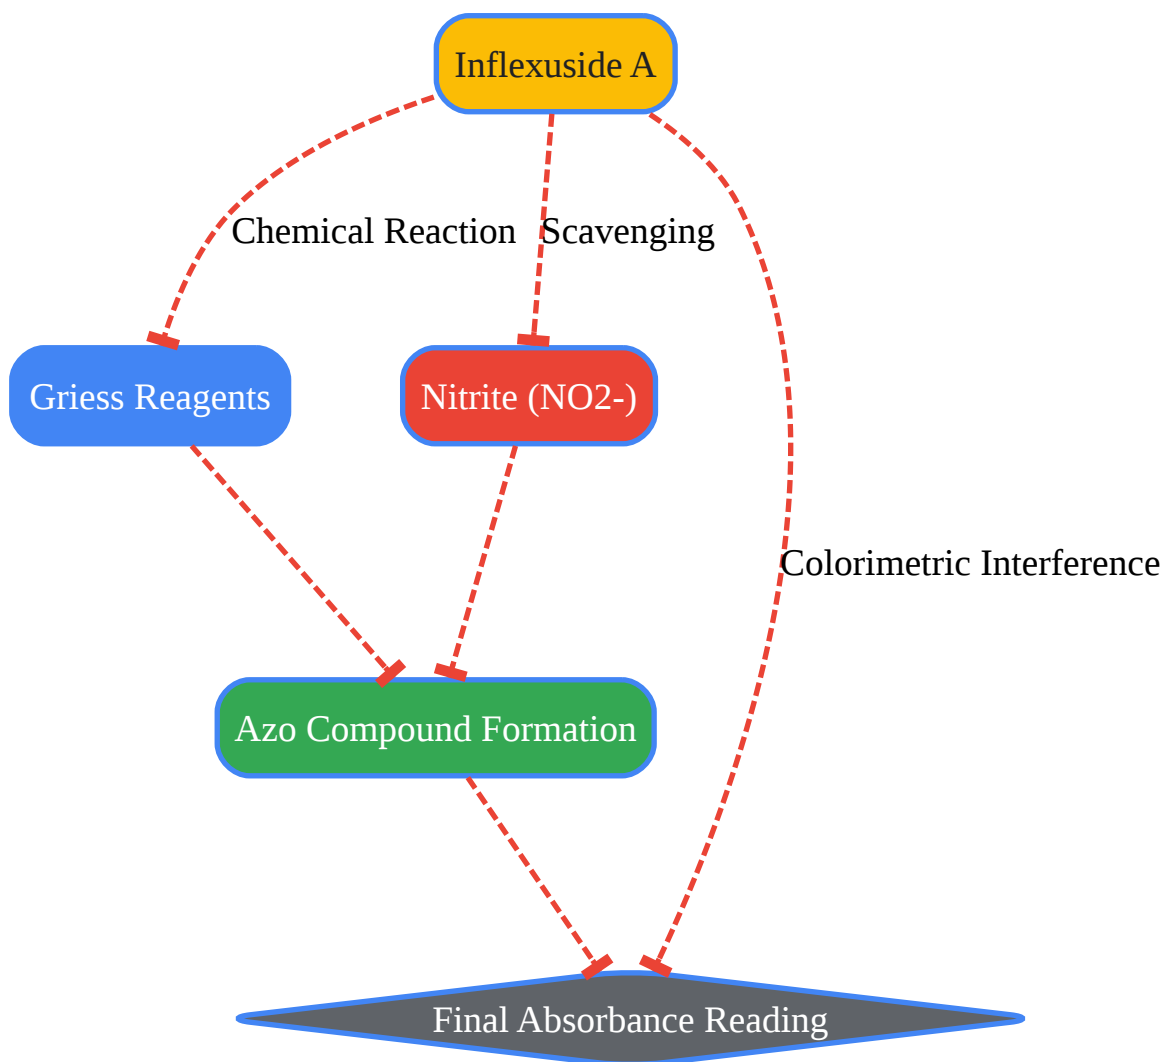 Inflexuside A
Chemical Reaction
Scavenging
Griess Reagents
Nitrite (NO2-)
Colorimetric Interference
Azo Compound Formation
Final Absorbance Reading